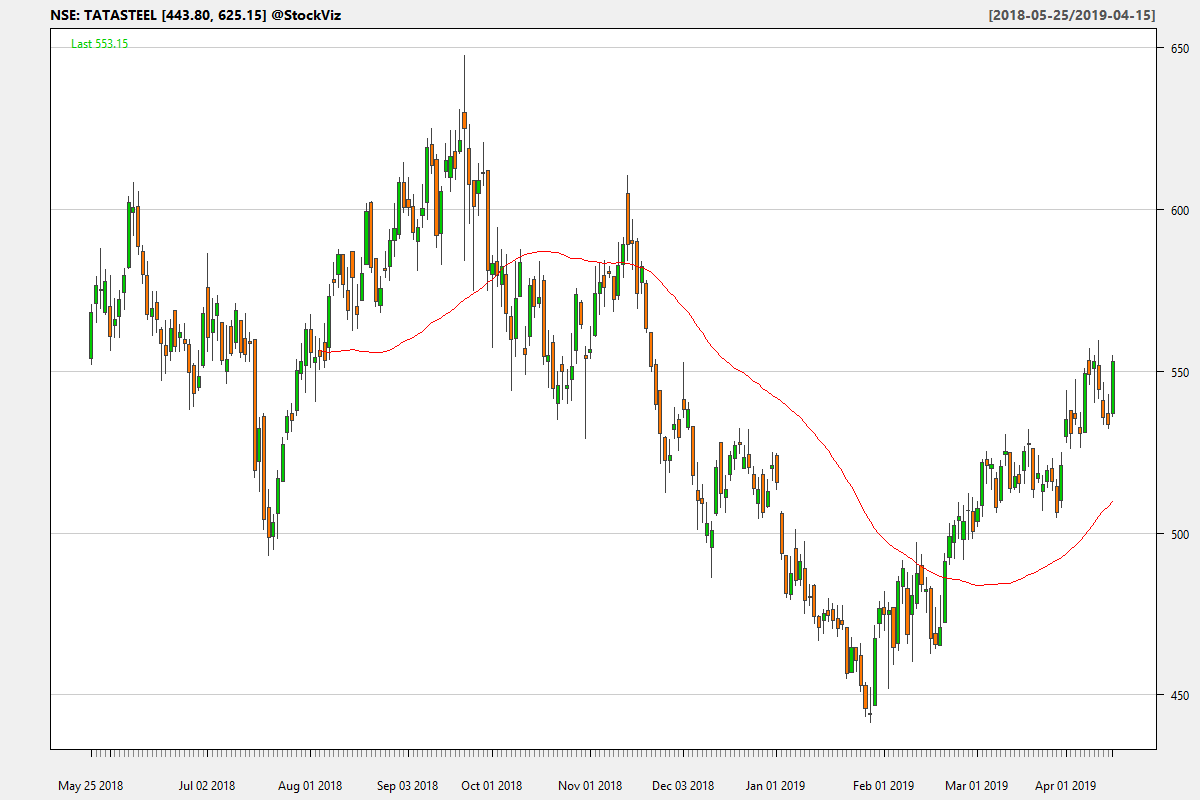 NSE: TATASTEEL [443.80, 625.15] @StockViz
[2018-05-25/2019-04-15]
Last 553.15
650
600
550
500
450
May 25 2018 Jul 02 2018 Aug 01 2018 Sep 03 2018 Oct 01 2018 Nov 01 2018 Dec 03 2018 Jan 01 2019 Feb 01 2019 Mar 01 2019 Apr 01 2019